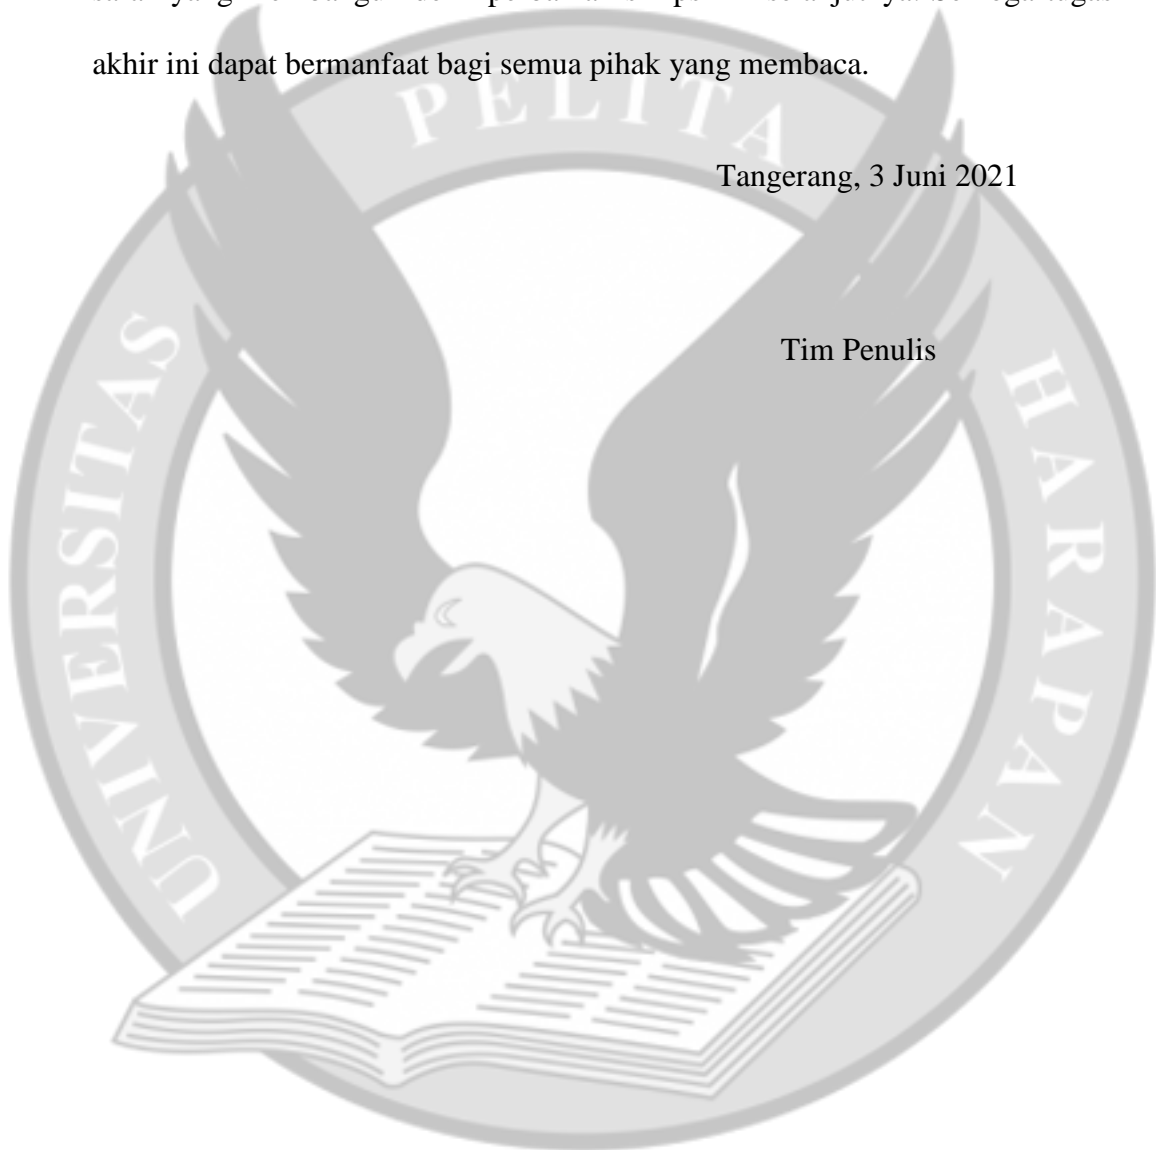 akhir ini dapat bermanfaat bagi semua pihak yang membaca.
PELITA
Tangerang, 3 Juni 2021
Tim Penulis
UNIVERSITAS
HARAPAN